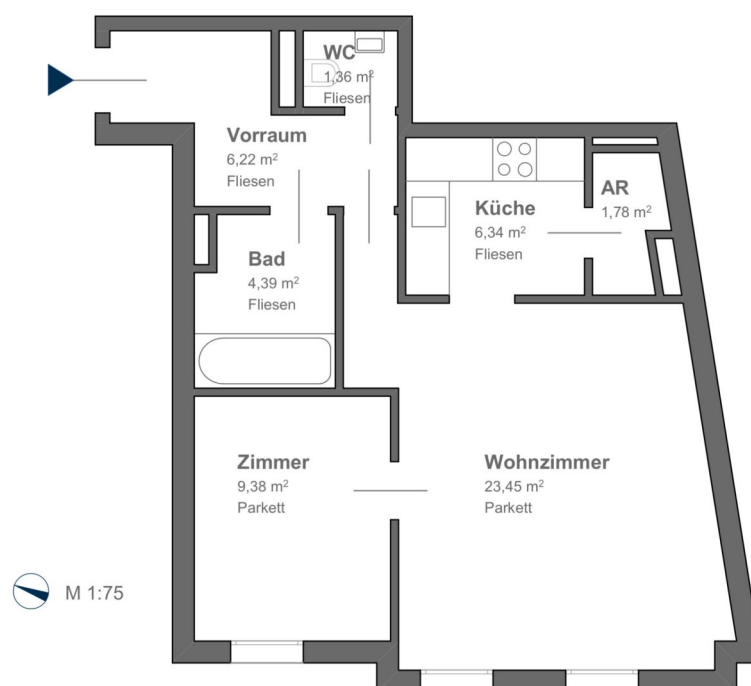 WC
1,36 m²
Fliesen
Vorraum
6,22 m²
Fliesen
AR
1,78 m²
Küche
6,34 m²
Fliesen
Bad
4,39 m²
Fliesen
Zimmer
9,38 m²
Parkett
Wohnzimmer
23,45 m²
Parkett
M 1:75